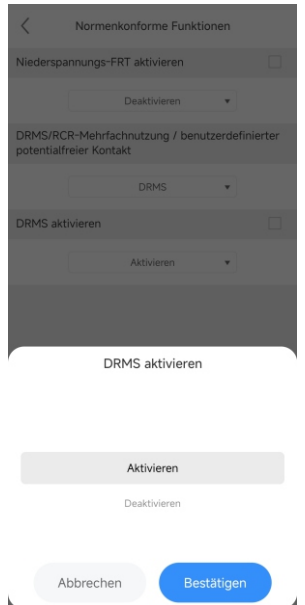 Normenkonforme Funktionen
Niederspannungs-FRT aktivieren
Deaktivieren
DRMS/RCR-Mehrfachnutzung / benutzerdefinierter
potentialfreier Kontakt
DRMS
DRMS aktivieren
Aktivieren
DRMS aktivieren
Aktivieren
Deaktivieren
Abbrechen
Bestätigen